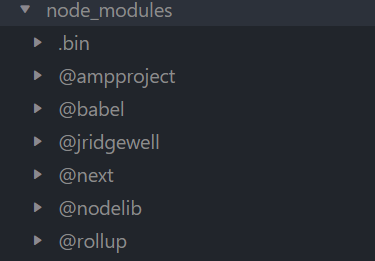 node_modules
.bin
@ampproject
@babel
@jridgewell
@next
@nodelib
@rollup